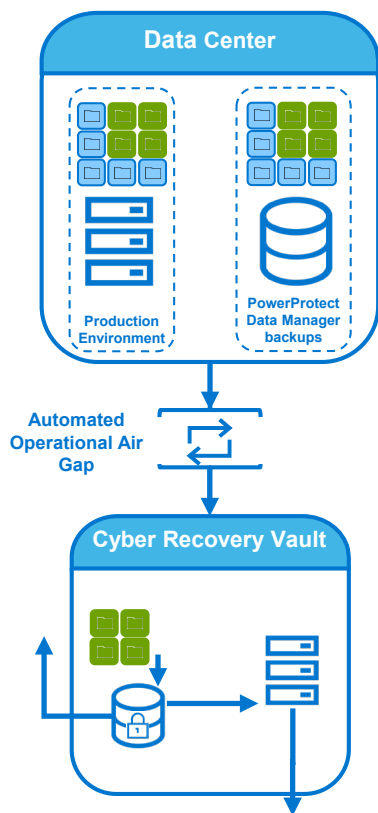 Data Center
Production
Environment
PowerProtect
Data Manager
backups
Automated
Operational Air
Gap
Cyber Recovery Vault